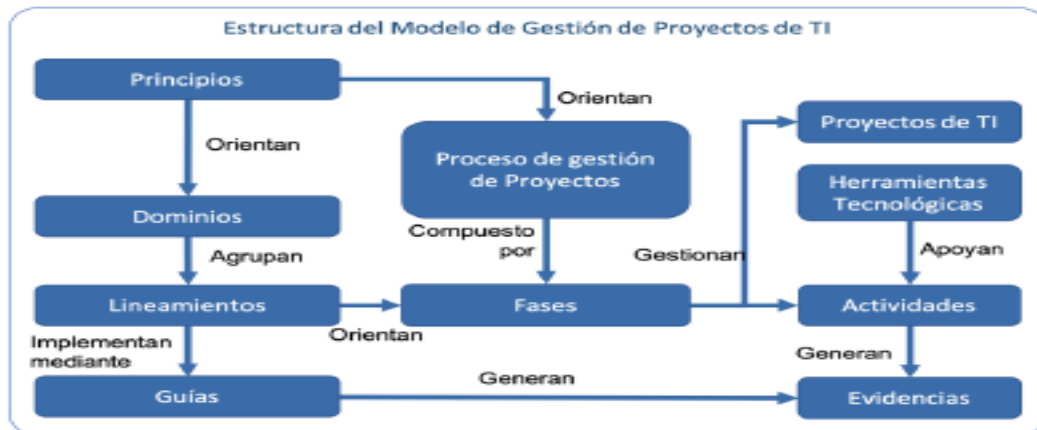 Estructura del Modelo de Gestión de Proyectos de TI
Principios
Orientan
Orientan
Proyectos de TI
Proceso de gestión
de Proyectos
Herramientas
Tecnológicas
Dominios
Compuesto
por
Agrupan
Gestionan
Apoyan
Lineamientos
Fases
Actividades
Orientan
Implementan
mediante
Generan
Generan
Guías
Evidencias